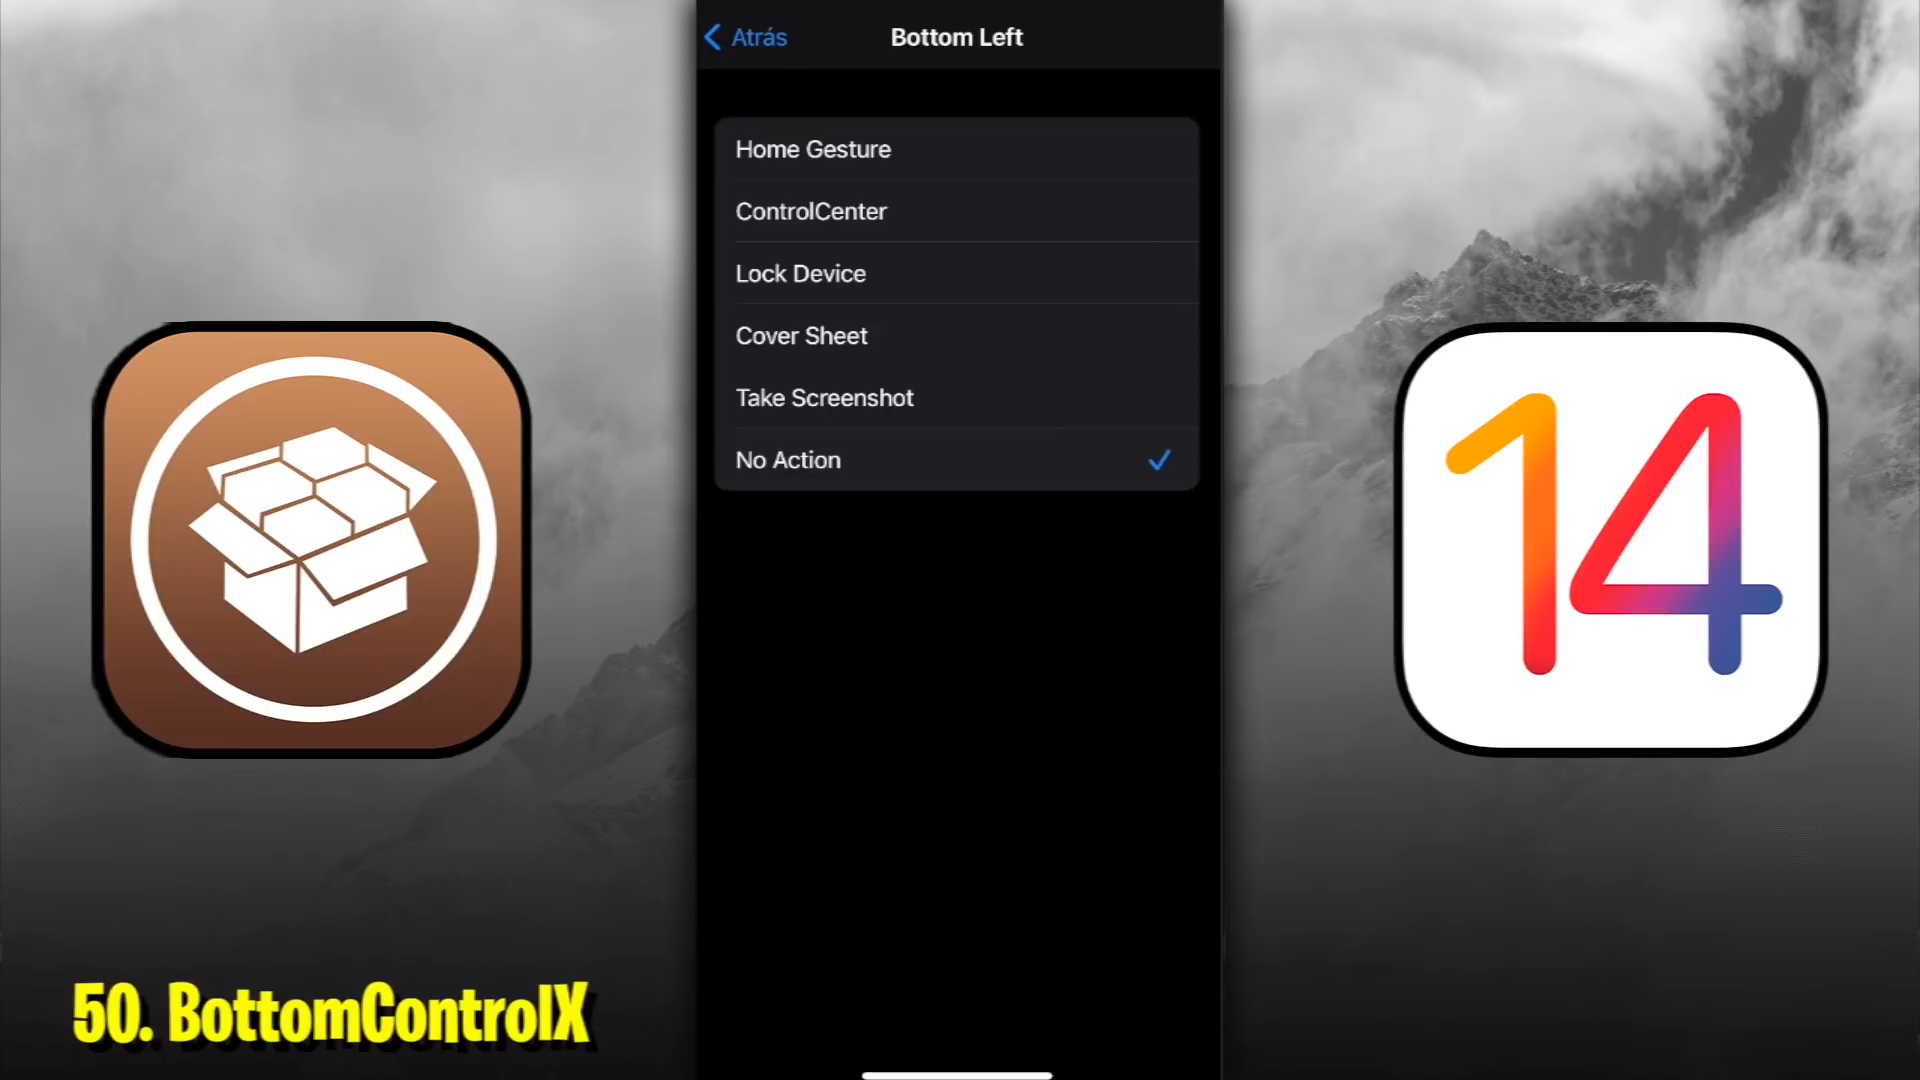 Atrás
Bottom Left
Home Gesture
ControlCenter
Lock Device
Cover Sheet
Take Screenshot
No Action
14
50. BottomControlX